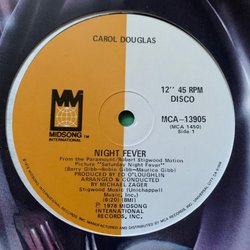 CAROL DOUGLAS
12" 45 RPM
DISCO
MCA-13905
(MCA 1450)
Side 1
MM
MIDSONG
INTERNATIONAL
TM
NIGHT FEVER
From the Paramount/Robert Stigwood Motion
Picture "Saturday Night Fever"
(Barry Gibb-Robin Gibb-Maurice Gibb)
PRODUCED BY ED O'LOUGHLIN
ARRANGED & CONDUCTED
BY MICHAEL ZAGER
Stigwood Music (Unichappell
Music Inc.)
(6:20) (BMI)
℗ 1978 MIDSONG
INTERNATIONAL
RECORDS, INC.